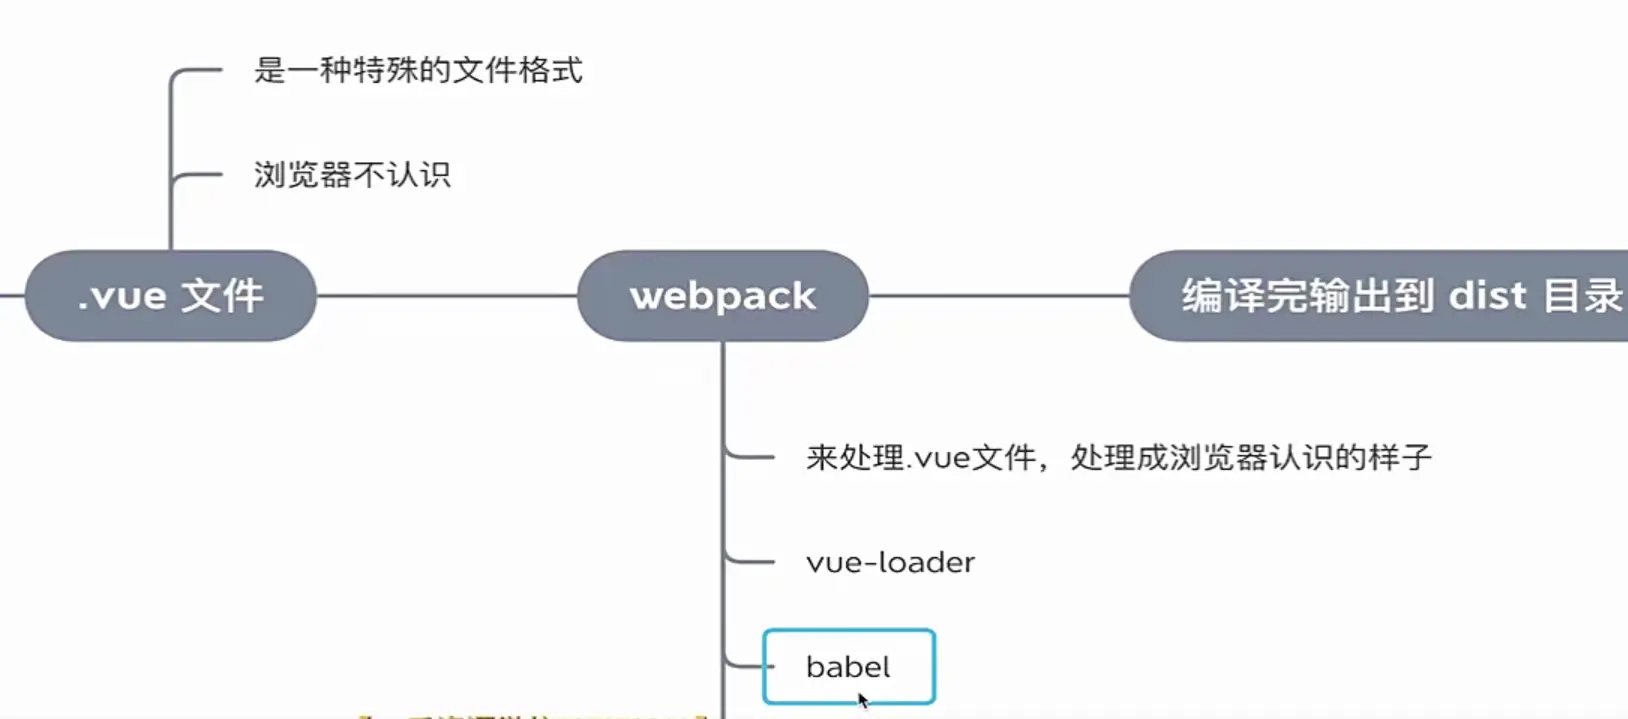 是一种特殊的文件格式
浏览器不认识
.vue 文件
webpack
编译完输出到 dist 目录
来处理.vue文件，处理成浏览器认识的样子
vue-loader
babel